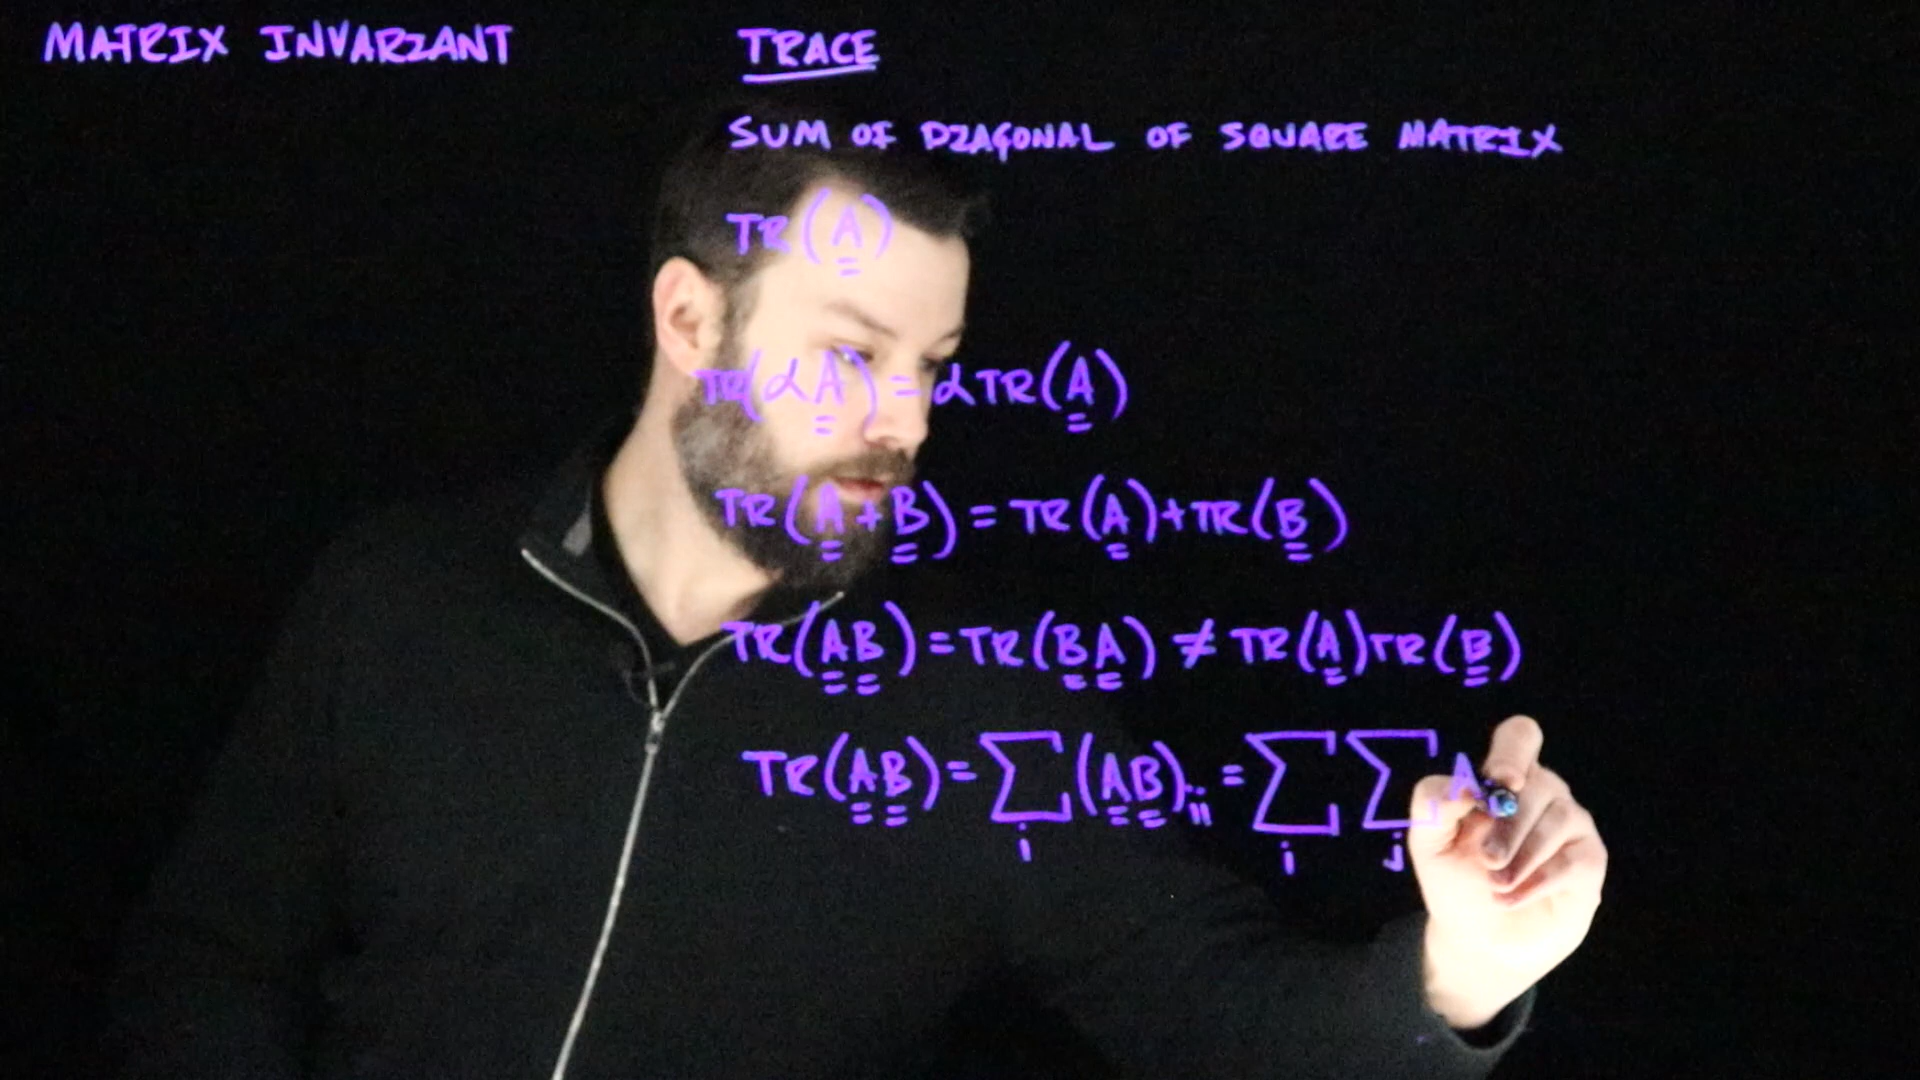 MATRIX INVARIANT
TRACE
SUM OF DIAGONAL OF SQUARE MATRIX
TR(A)
TR(αA) = αTR(A)
TR(A+B) = TR(A)+TR(B)
TR(AB) = TR(BA) ≠ TR(A)TR(B)
TR(AB) = ∑i (AB)ii = ∑i ∑j A